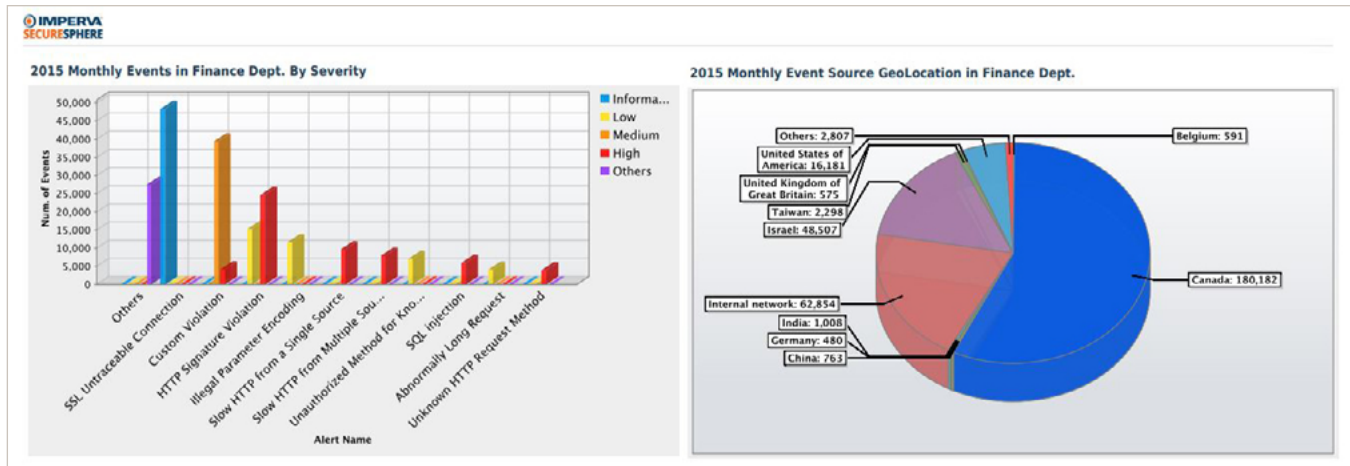 IMPERVA
SECURESPHERE
2015 Monthly Events in Finance Dept. By Severity
50,000
45,000
40,000
35,000
30,000
25,000
20,000
15,000
10,000
5,000
0
Num. of Events
Informa...
Low
Medium
High
Others
Others
SSL Untraceable Connection
Custom Violation
HTTP Signature Violation
Illegal Parameter Encoding
Slow HTTP from a Single Source
Slow HTTP from Multiple Sou...
Unauthorized Method for Kno...
SQL injection
Abnormally Long Request
Unknown HTTP Request Method
Alert Name
2015 Monthly Event Source GeoLocation in Finance Dept.
Others: 2,807
United States of
America: 16,181
United Kingdom of
Great Britain: 575
Taiwan: 2,298
Israel: 48,507
Internal network: 62,854
India: 1,008
Germany: 480
China: 763
Belgium: 591
Canada: 180,182